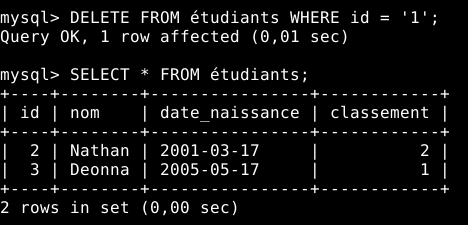 mysql> DELETE FROM étudiants WHERE id = '1';
Query OK, 1 row affected (0,01 sec)
mysql> SELECT * FROM étudiants;
+----+--------+----------------+------------+
| id | nom    | date_naissance | classement |
+----+--------+----------------+------------+
|  2 | Nathan | 2001-03-17     |          2 |
|  3 | Deonna | 2005-05-17     |          1 |
+----+--------+----------------+------------+
2 rows in set (0,00 sec)